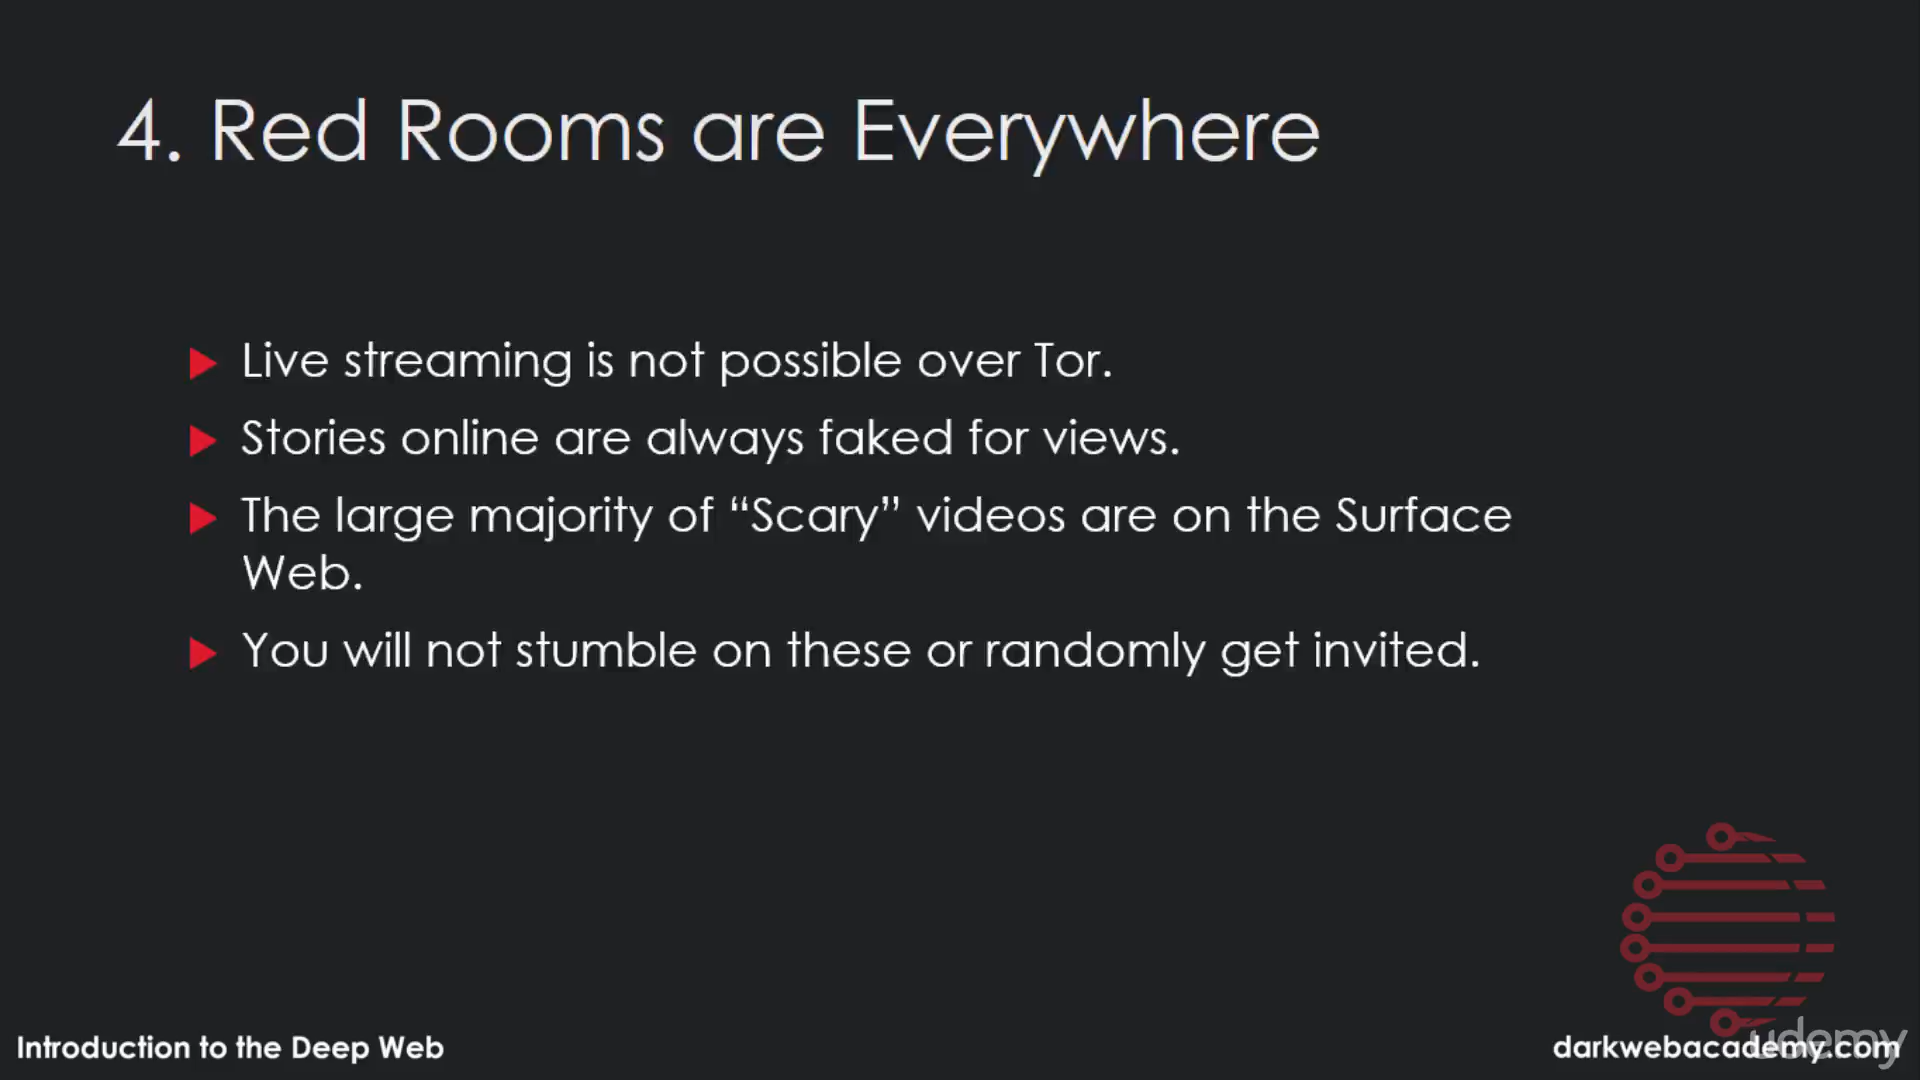 4. Red Rooms are Everywhere
Live streaming is not possible over Tor.
Stories online are always faked for views.
The large majority of “Scary” videos are on the Surface
Web.
You will not stumble on these or randomly get invited.
Introduction to the Deep Web
darkwebacademy.com
udemy